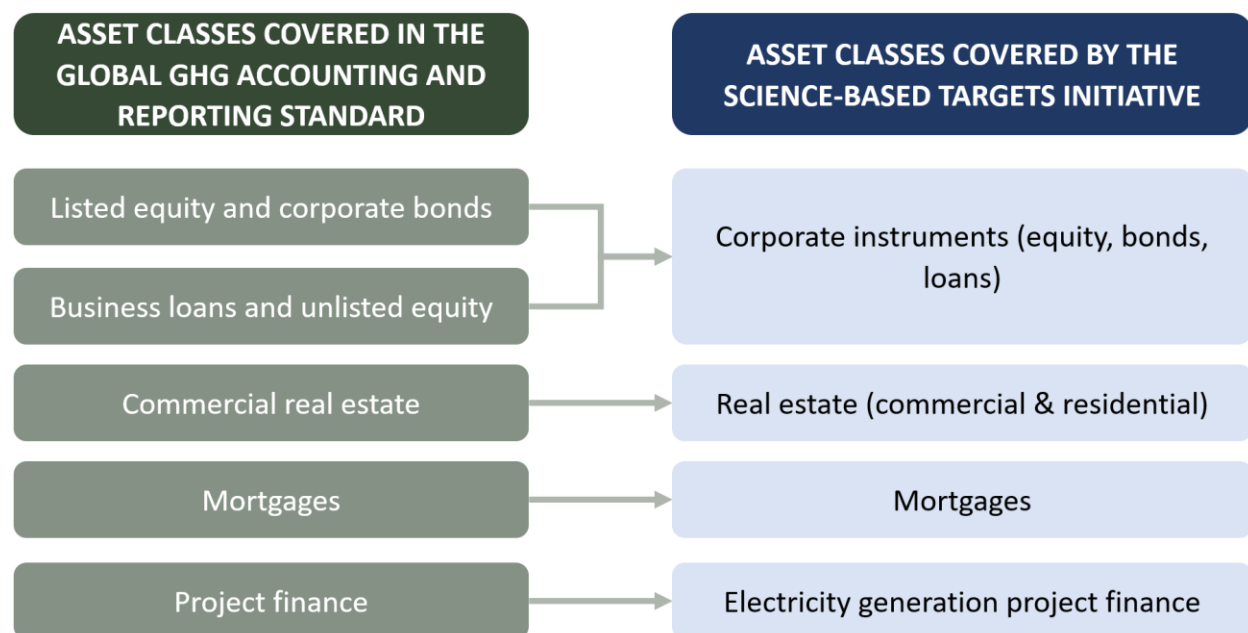 ASSET CLASSES COVERED IN THE
GLOBAL GHG ACCOUNTING AND
REPORTING STANDARD
ASSET CLASSES COVERED BY THE
SCIENCE-BASED TARGETS INITIATIVE
Listed equity and corporate bonds
Business loans and unlisted equity
Corporate instruments (equity, bonds,
loans)
Commercial real estate
Real estate (commercial & residential)
Mortgages
Mortgages
Project finance
Electricity generation project finance